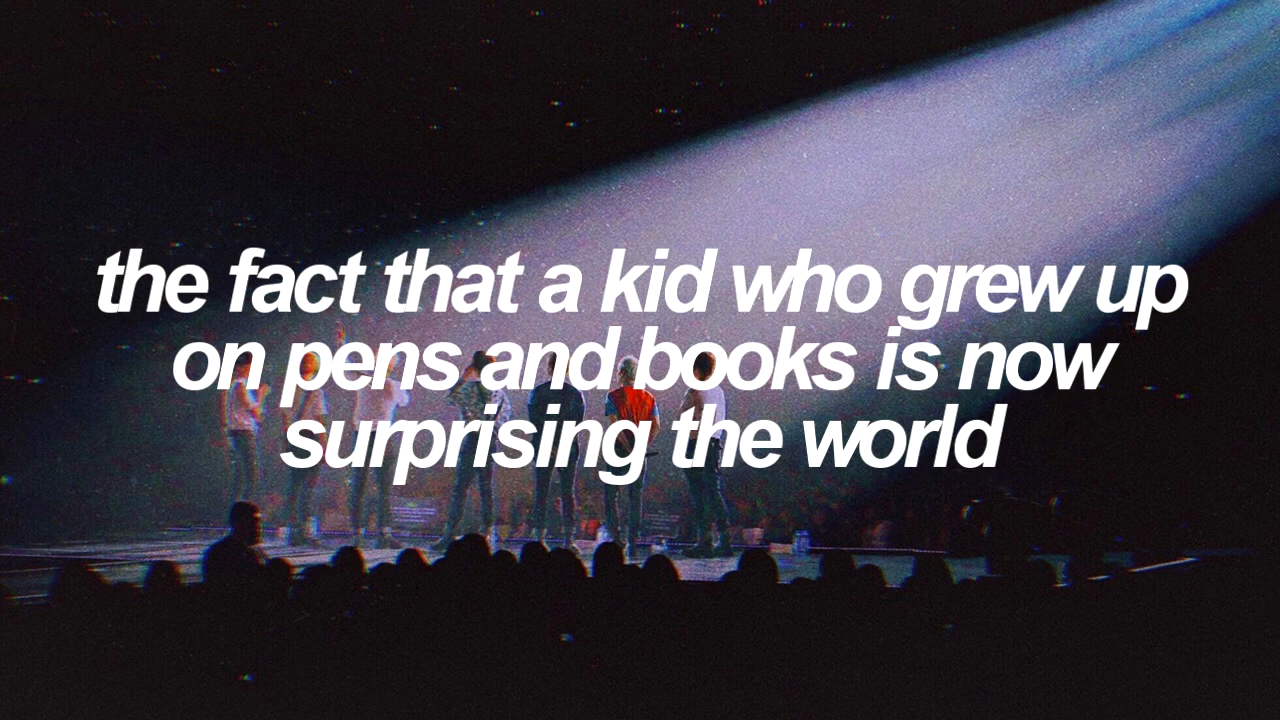 the fact that a kid who grew up
on pens and books is now
surprising the world